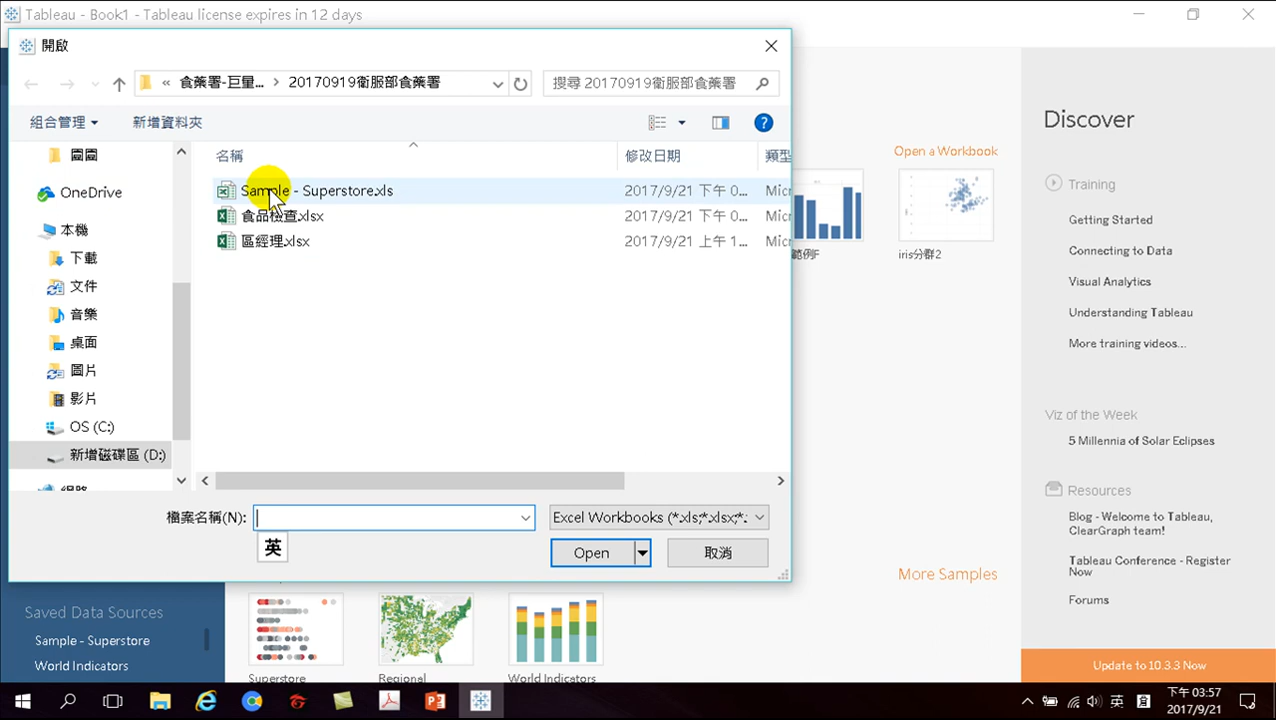 Tableau - Book1 - Tableau license expires in 12 days
開啟
« 食藥署-巨量... > 20170919衛服部食藥署
搜尋 20170919衛服部食藥署
組合管理
新增資料夾
圖圖
OneDrive
本機
下載
文件
音樂
桌面
圖片
影片
OS (C:)
新增磁碟區 (D:)
名稱
修改日期
類型
Sample - Superstore.xls
2017/9/21 下午 0...
Micr
食品檢查.xlsx
2017/9/21 下午 0...
Micr
區經理.xlsx
2017/9/21 上午 1...
Micr
檔案名稱(N):
Excel Workbooks (*.xls;*.xlsx;*.
英
Open
取消
Open a Workbook
範例F
iris分群2
More Samples
Superstore
Regional
World Indicators
Saved Data Sources
Sample - Superstore
World Indicators
Discover
Training
Getting Started
Connecting to Data
Visual Analytics
Understanding Tableau
More training videos...
Viz of the Week
5 Millennia of Solar Eclipses
Resources
Blog - Welcome to Tableau,
ClearGraph team!
Tableau Conference - Register
Now
Forums
Update to 10.3.3 Now
英
下午 03:57
2017/9/21